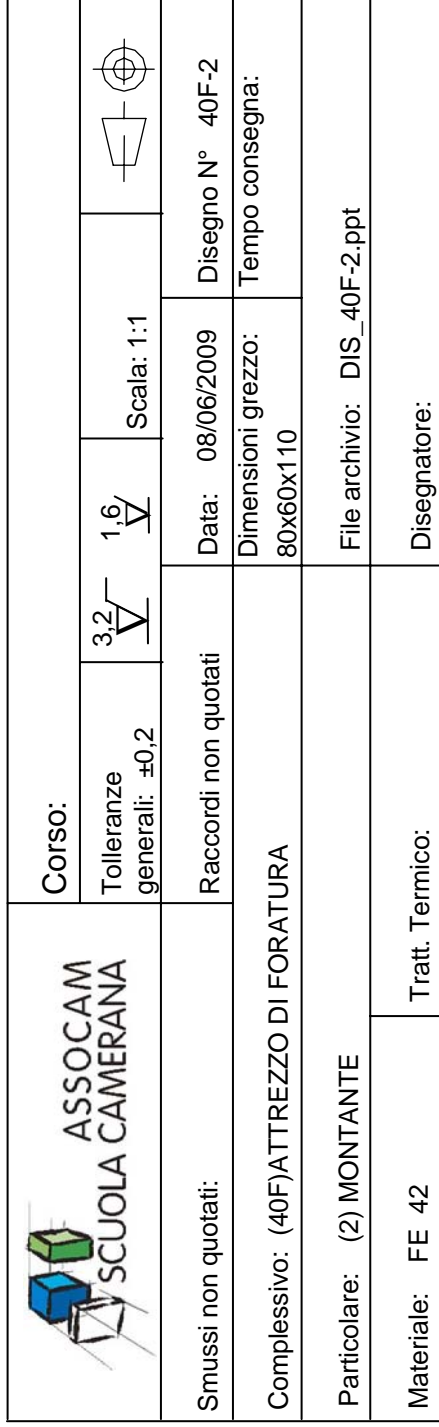 ASSOCAM
SCUOLA CAMERANA
Corso:
Tolleranze
generali: ±0,2
3,2
1,6
Scala: 1:1
Smussi non quotati:
Raccordi non quotati
Data: 08/06/2009
Disegno N° 40F-2
Complessivo: (40F)ATTREZZO DI FORATURA
Dimensioni grezzo:
80x60x110
Tempo consegna:
Particolare: (2) MONTANTE
File archivio: DIS_40F-2.ppt
Materiale: FE 42
Tratt. Termico:
Disegnatore: